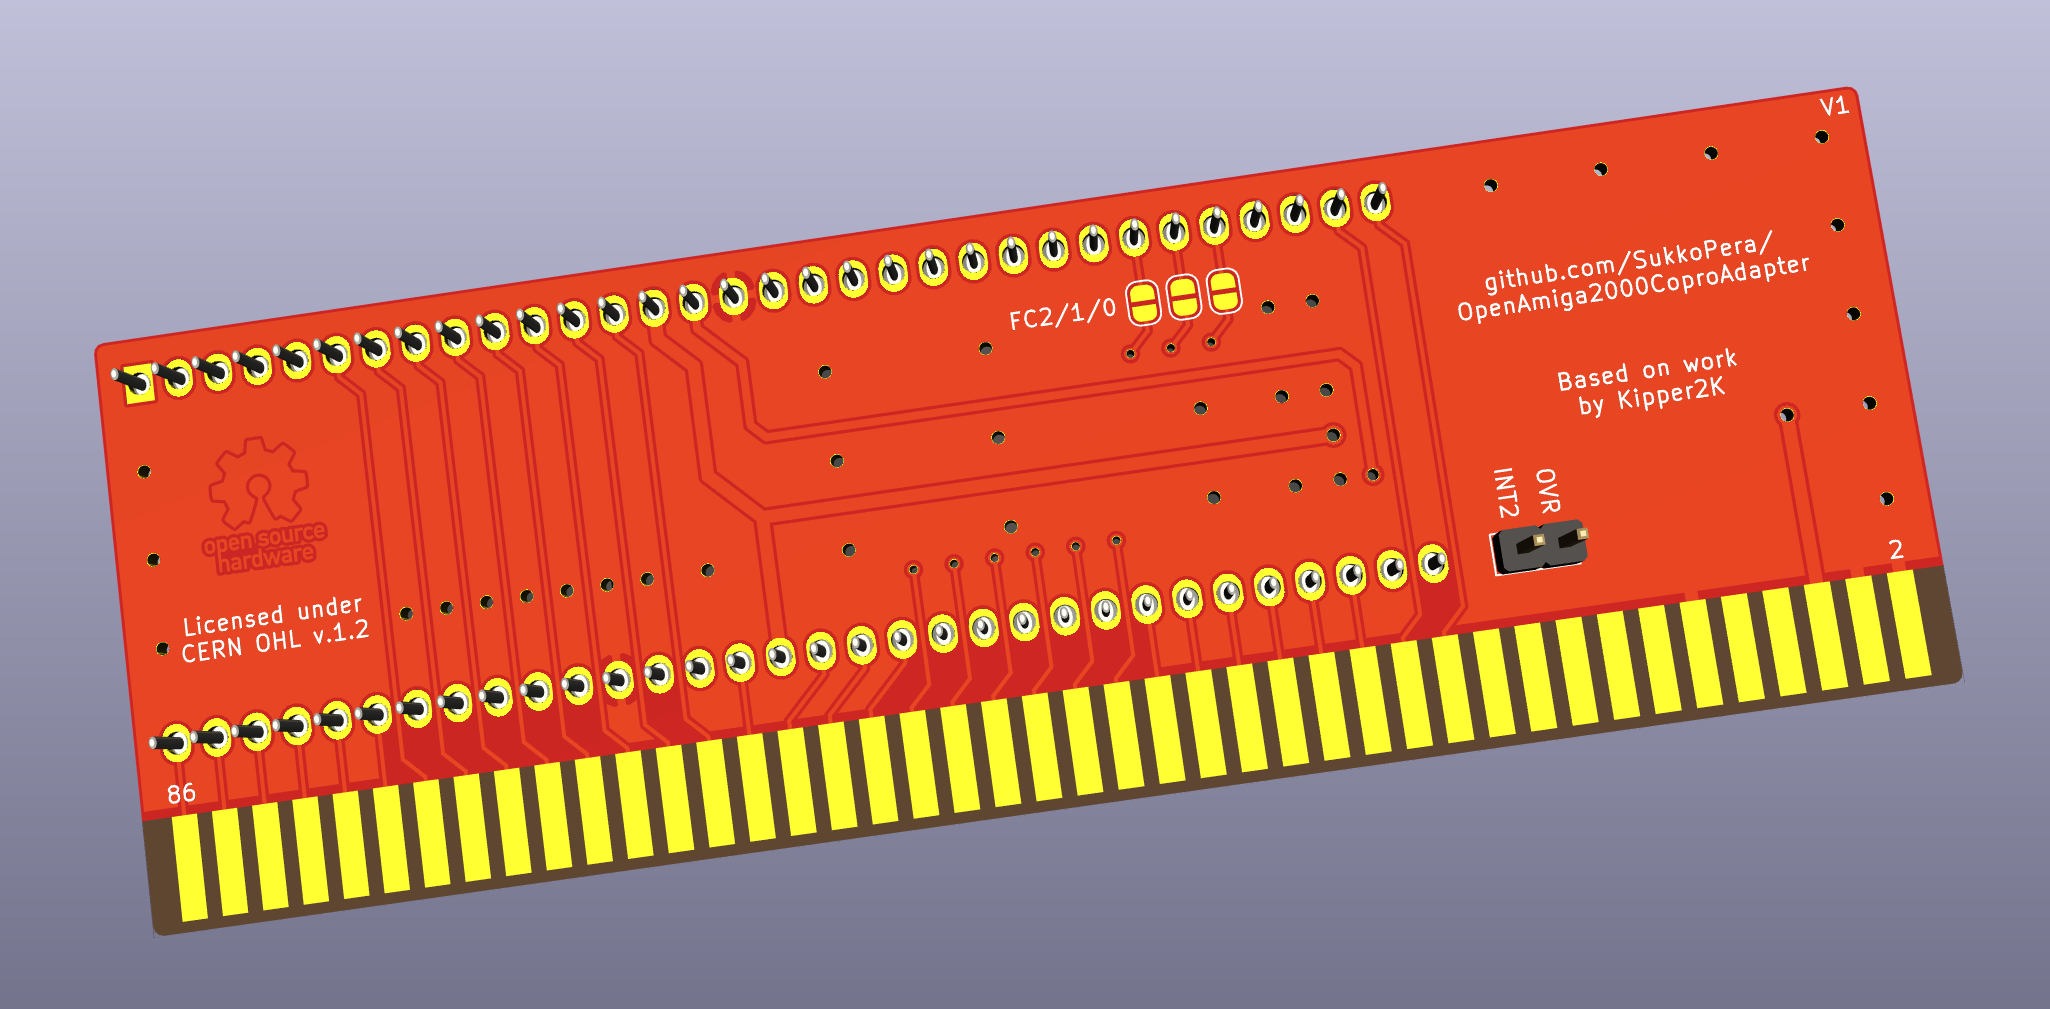 V1
github.com/SukkoPera/
OpenAmiga2000CoproAdapter
FC2/1/0
Based on work
by Kipper2K
INT2
OVR
open source
hardware
Licensed under
CERN OHL v.1.2
2
86